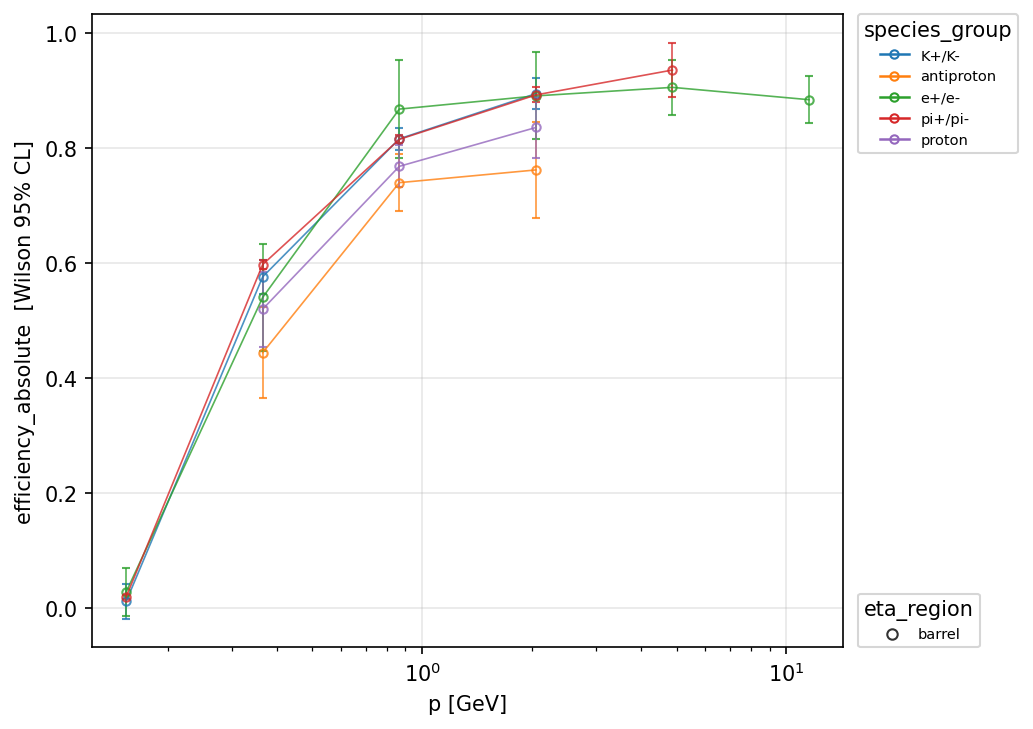 species_group
K+/K-
antiproton
e+/e-
pi+/pi-
proton
efficiency_absolute  [Wilson 95% CL]
1.0
0.8
0.6
0.4
0.2
0.0
10⁰
10¹
p [GeV]
eta_region
barrel